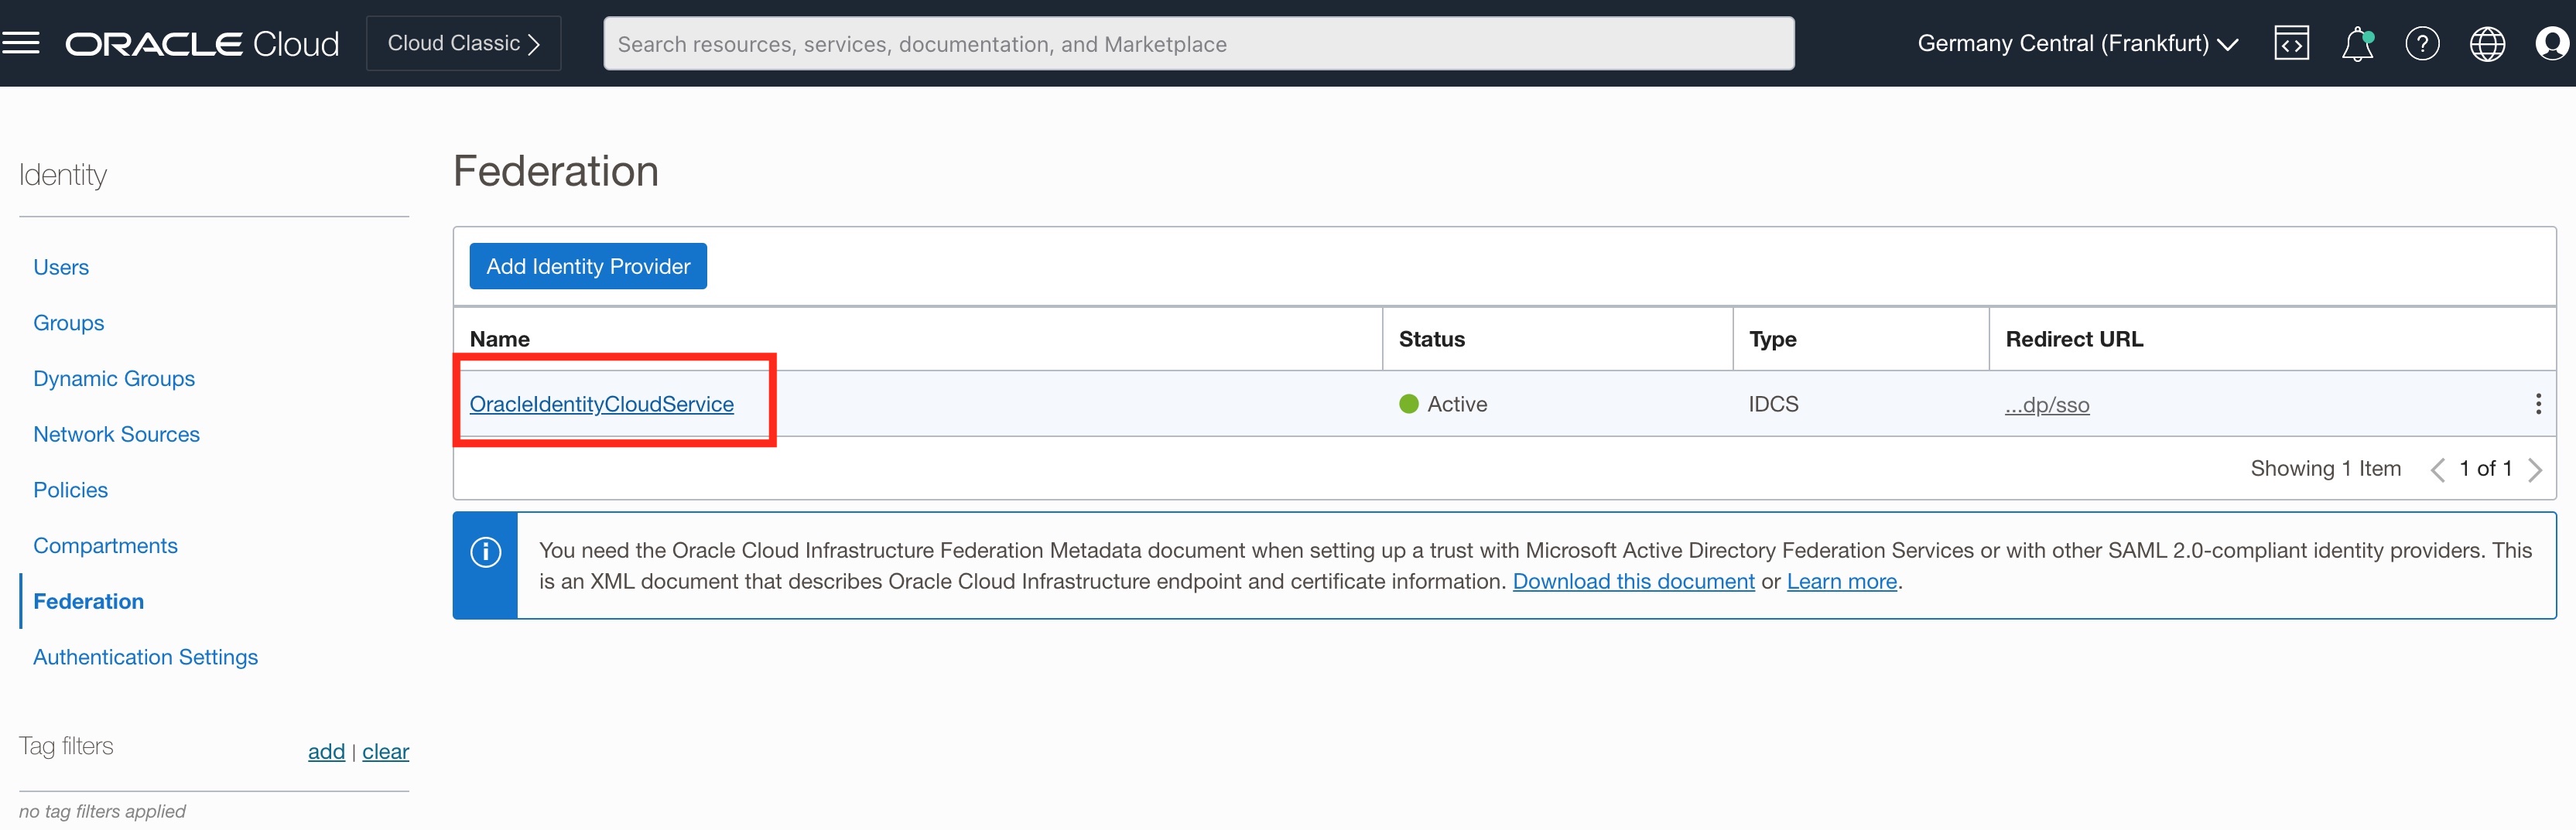 ORACLE Cloud
Cloud Classic
Search resources, services, documentation, and Marketplace
Germany Central (Frankfurt)
Identity
Users
Groups
Dynamic Groups
Network Sources
Policies
Compartments
Federation
Authentication Settings
Tag filters
add | clear
no tag filters applied
Federation
Add Identity Provider
Name Status Type Redirect URL
OracleIdentityCloudService Active IDCS ...dp/sso
Showing 1 Item 1 of 1
You need the Oracle Cloud Infrastructure Federation Metadata document when setting up a trust with Microsoft Active Directory Federation Services or with other SAML 2.0-compliant identity providers. This
is an XML document that describes Oracle Cloud Infrastructure endpoint and certificate information. Download this document or Learn more.